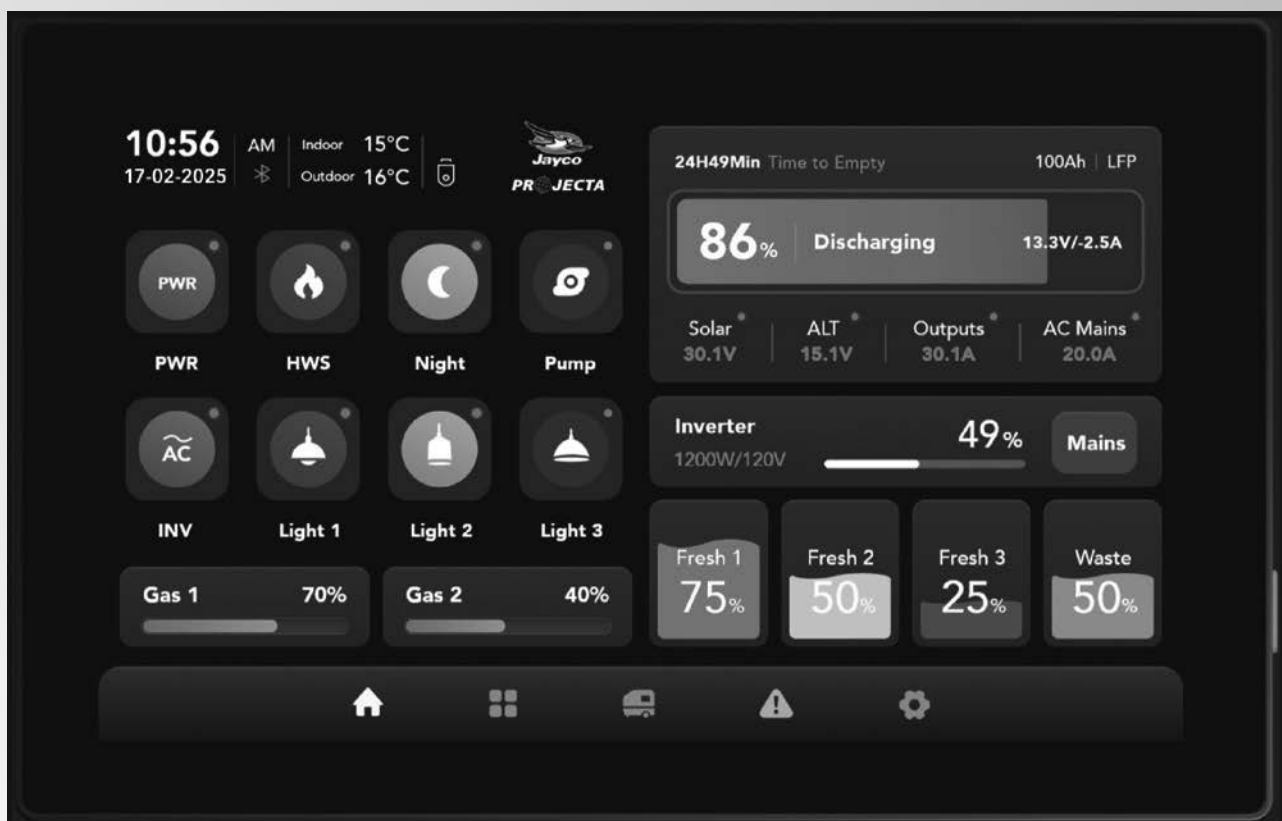 10:56 AM
17-02-2025
Indoor 15°C
Outdoor 16°C
Jayco
PROJECTA
PWR
PWR
HWS
Night
Pump
AC
INV
Light 1
Light 2
Light 3
Gas 1 70%
Gas 2 40%
24H49Min Time to Empty 100Ah | LFP
86% Discharging 13.3V/-2.5A
Solar ALT Outputs AC Mains
30.1V 15.1V 30.1A 20.0A
Inverter
1200W/120V
49%
Mains
Fresh 1
75%
Fresh 2
50%
Fresh 3
25%
Waste
50%